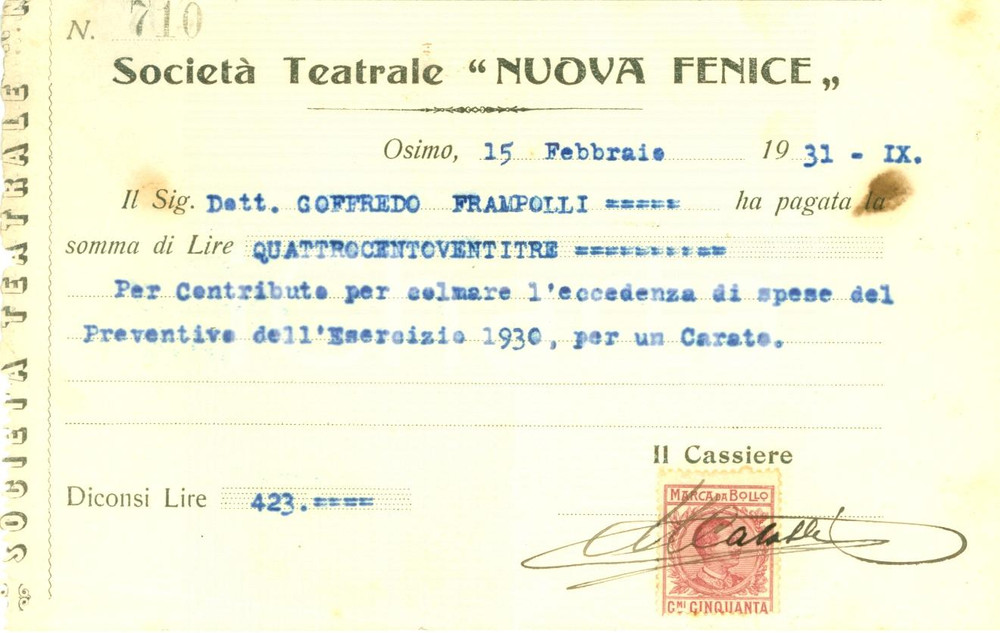 N. 710
Società Teatrale “NUOVA FENICE„
Osimo, 15 Febbraio 1931 - IX.
Il Sig. Dott. GOFFREDO FRAMPOLLI ===== ha pagata la
somma di Lire QUATTROCENTOVENTITRE ==========
Per Contributo per colmare l'eccedenza di spese del
Preventivo dell'Esercizio 1930, per un Carato.
Il Cassiere
Diconsi Lire 423.====
MARCA DA BOLLO
CMI CINQUANTA
SOCIETÀ TEATRALE